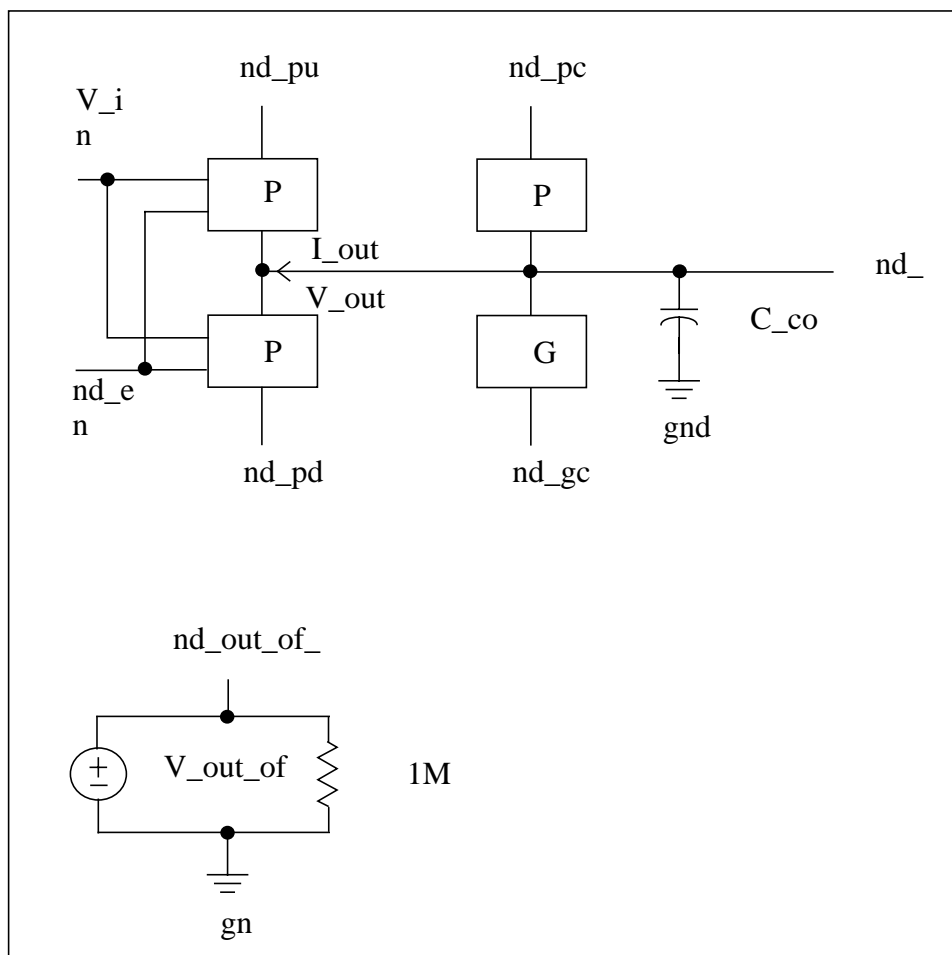 nd_pu
nd_pc
V_i
n
P
P
I_out
nd_
V_out
C_co
P
G
nd_e
n
gnd
nd_pd
nd_gc
nd_out_of_
V_out_of
1M
gn